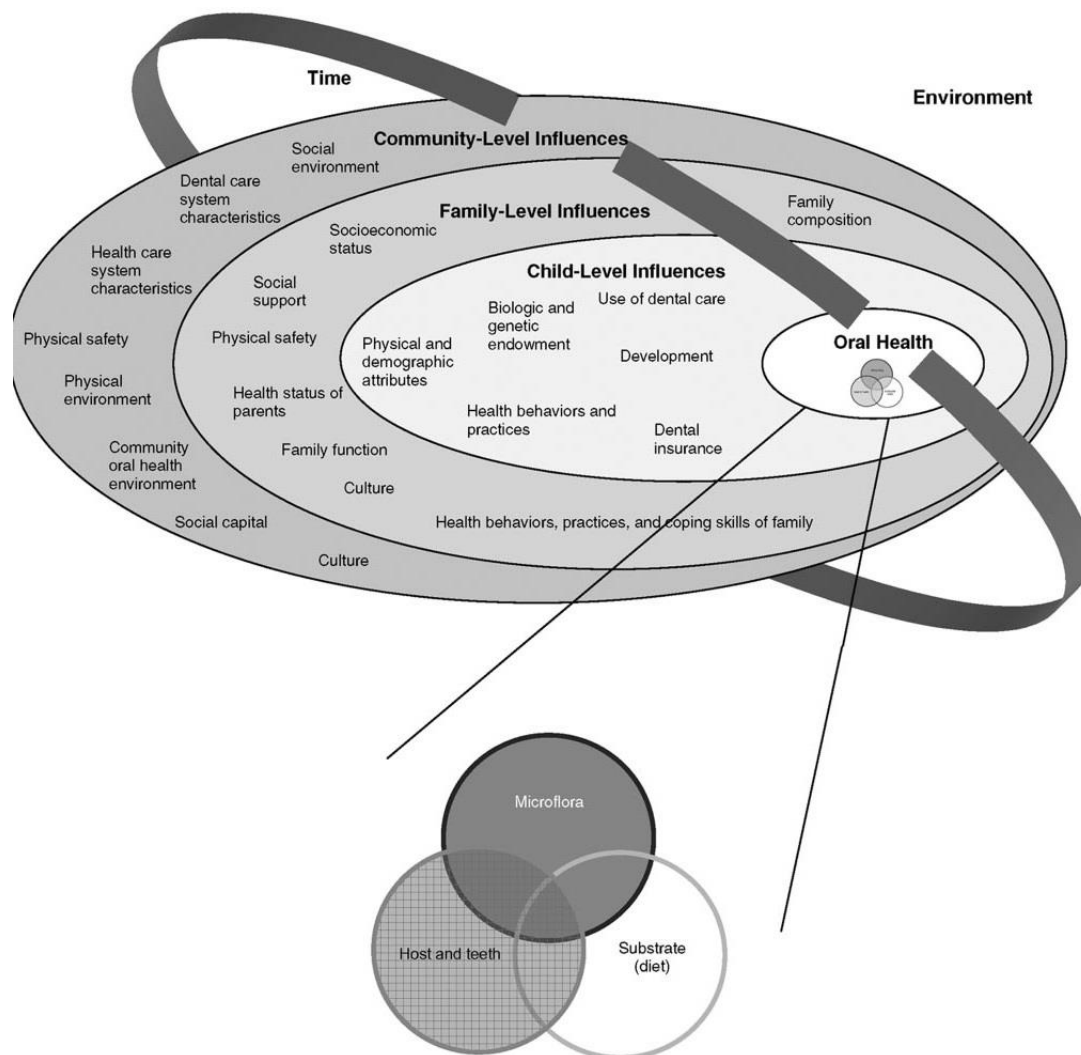 Time
Environment
Community-Level Influences
Social
environment
Dental care
system
characteristics
Health care
system
characteristics
Physical safety
Physical
environment
Community
oral health
environment
Social capital
Culture
Family-Level Influences
Family
composition
Socioeconomic
status
Social
support
Physical safety
Health status of
parents
Family function
Culture
Health behaviors, practices, and coping skills of family
Child-Level Influences
Use of dental care
Biologic and
genetic
endowment
Physical and
demographic
attributes
Development
Health behaviors and
practices
Dental
insurance
Oral Health
Microflora
Host and teeth
Substrate
(diet)